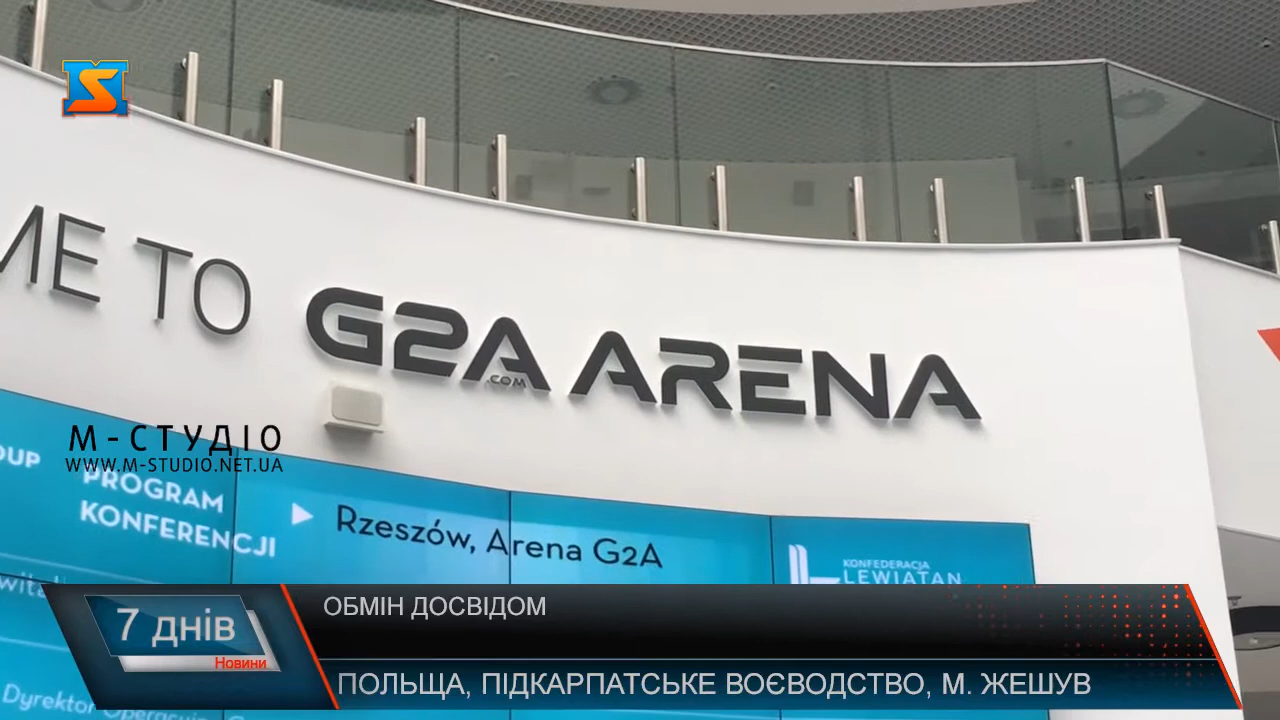 ME TO G2A ARENA
.COM
М-СТУДІО
WWW.M-STUDIO.NET.UA
PROGRAM
KONFERENCJI
Rzeszów, Arena G2A
KONFEDERACJA
LEWIATAN
7 днів
Новини
ОБМІН ДОСВІДОМ
ПОЛЬЩА, ПІДКАРПАТСЬКЕ ВОЄВОДСТВО, М. ЖЕШУВ
Dyrektor